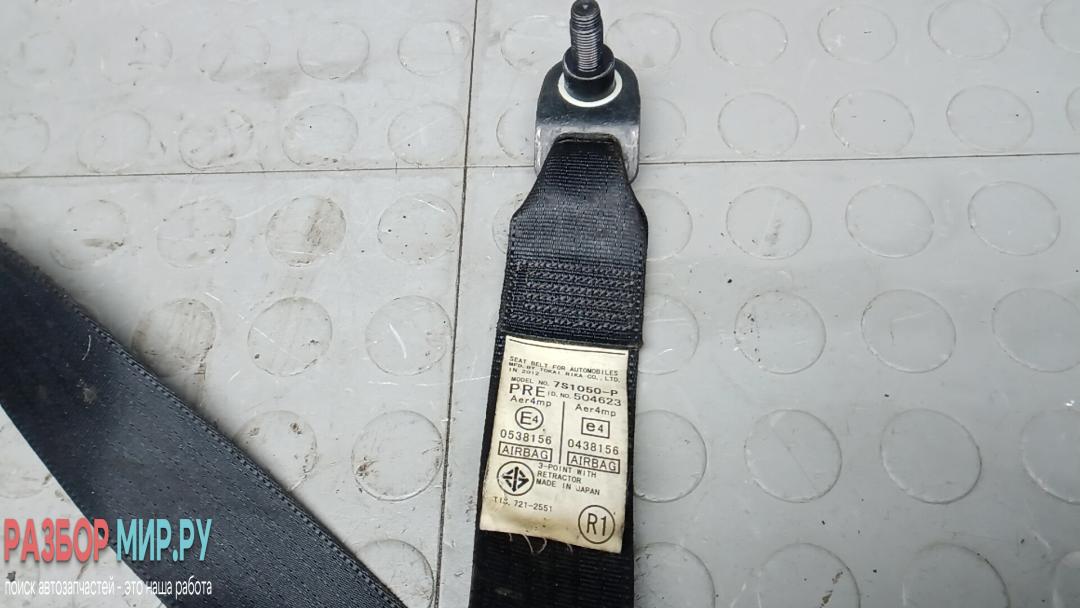 SEAT BELT FOR AUTOMOBILES
MFD. BY TOKAI RIKA CO., LTD.
IN 2012
MODEL NO. 7S1050-P
PRE I.D. NO. 504623
Aer4mp Aer4mp
E4 e4
0538156 0438156
AIRBAG AIRBAG
3-POINT WITH
RETRACTOR
MADE IN JAPAN
T.I.S. 721-2551
R1
РАЗБОР МИР.РУ
поиск автозапчастей - это наша работа